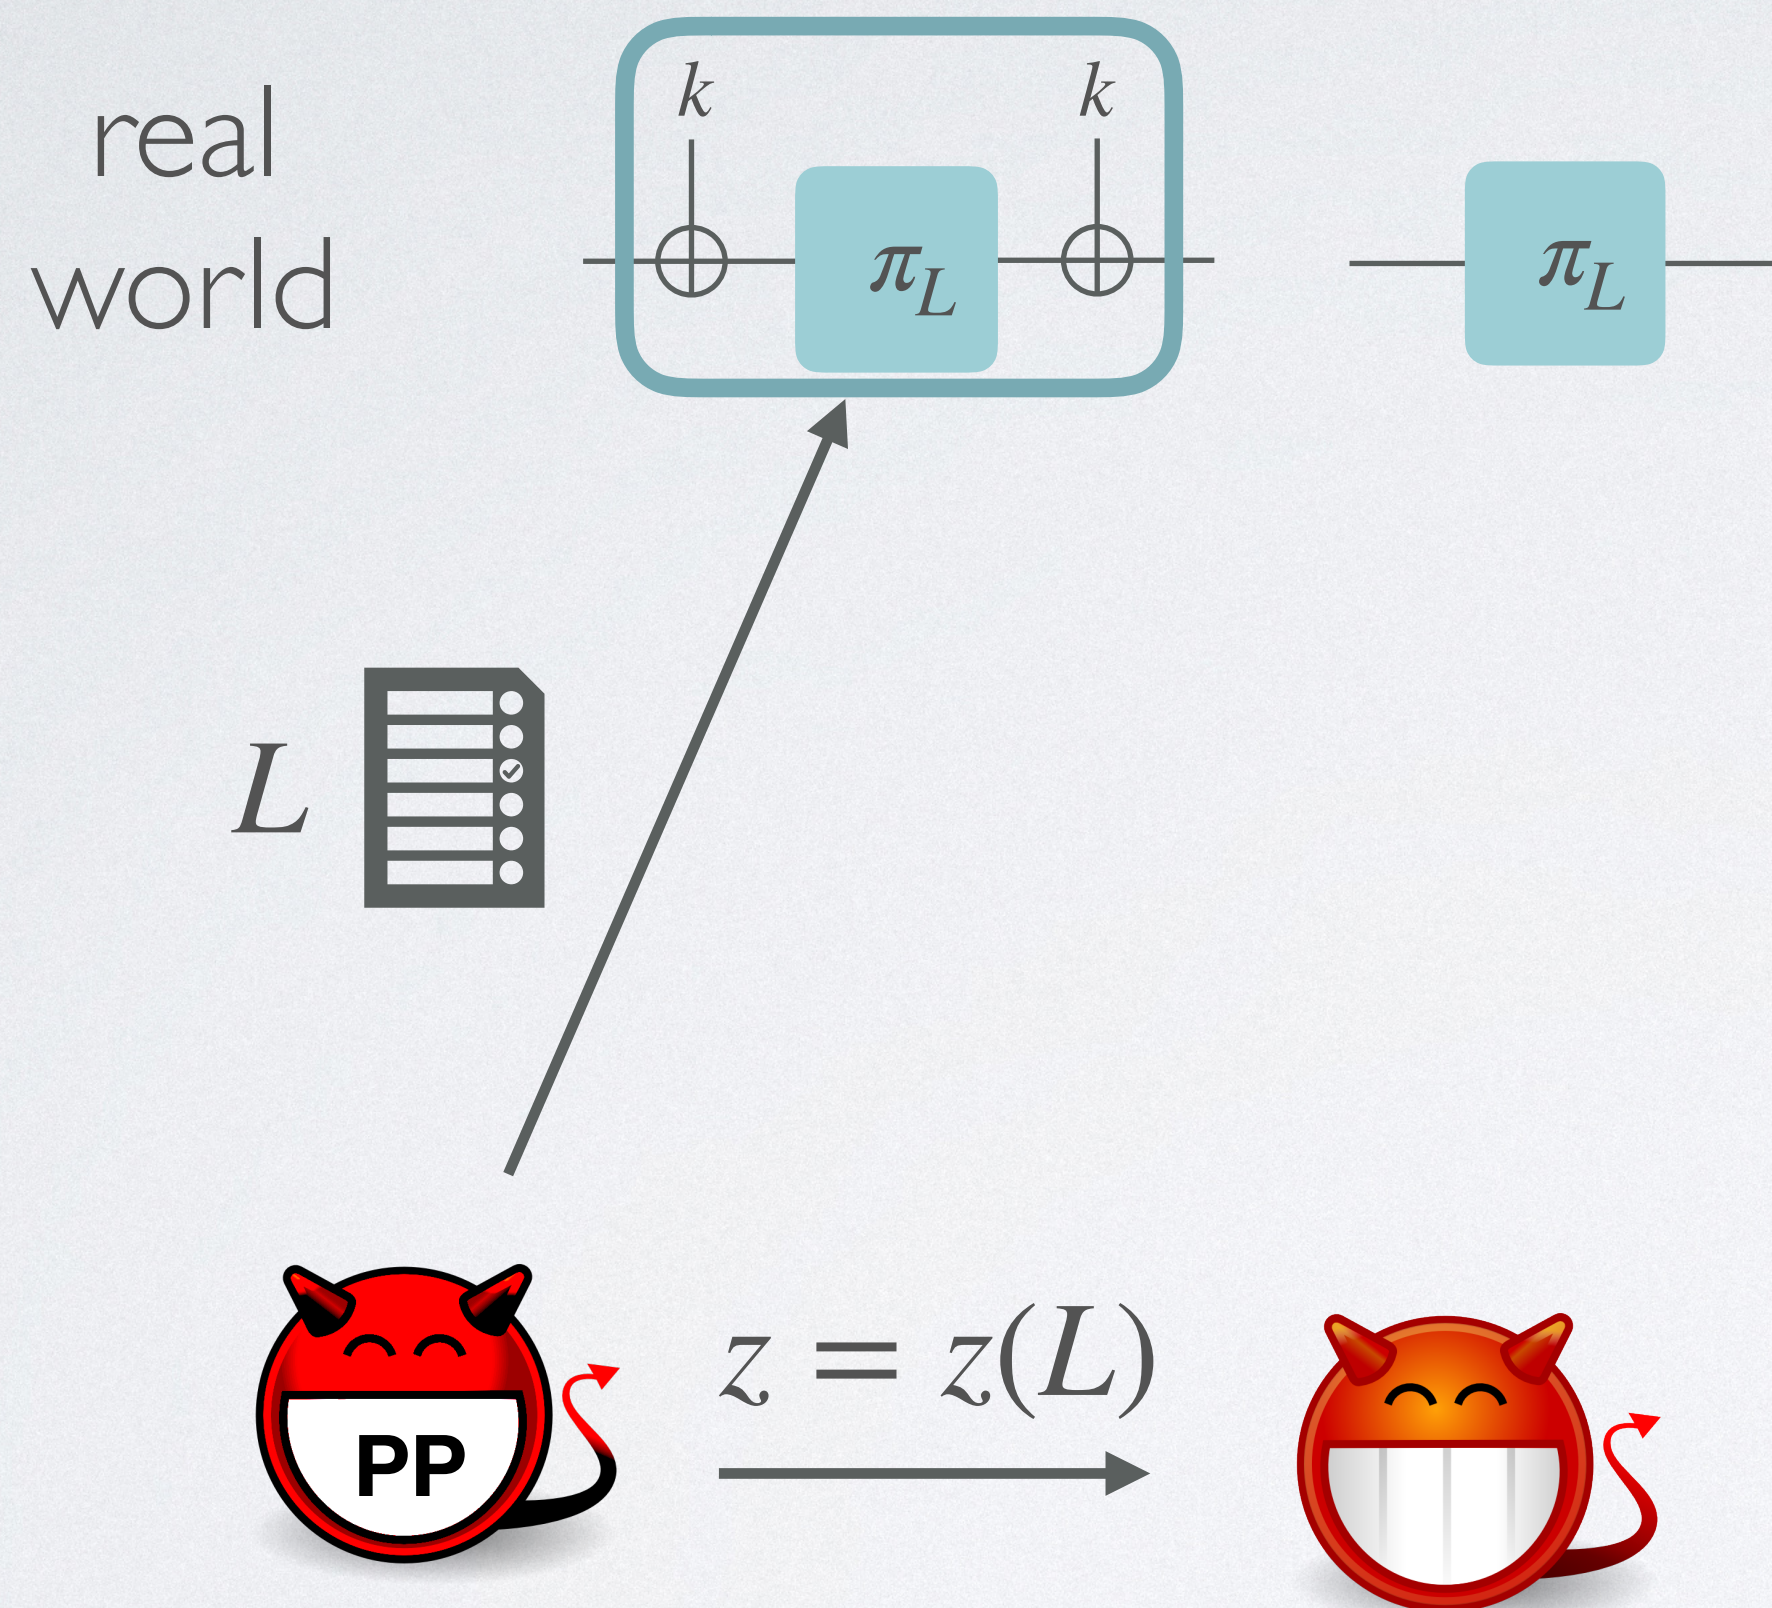 real
world
k
k
π_L
π_L
L
z = z(L)
PP